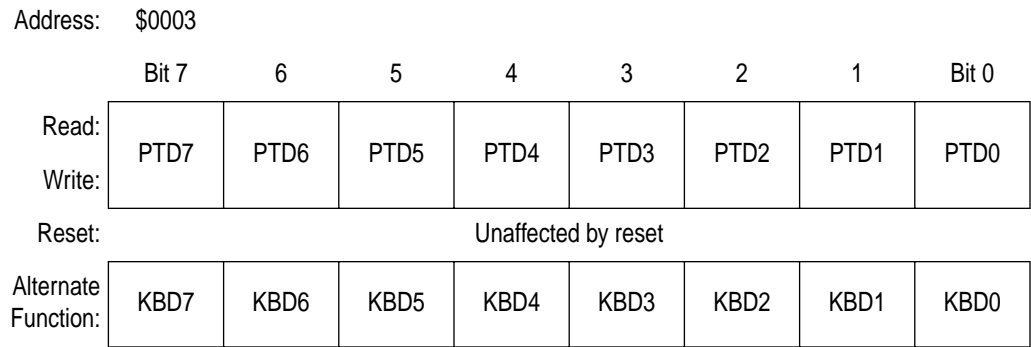 Address: $0003
Bit 7 6 5 4 3 2 1 Bit 0
Read:
PTD7 PTD6 PTD5 PTD4 PTD3 PTD2 PTD1 PTD0
Write:
Reset: Unaffected by reset
Alternate
Function: KBD7 KBD6 KBD5 KBD4 KBD3 KBD2 KBD1 KBD0